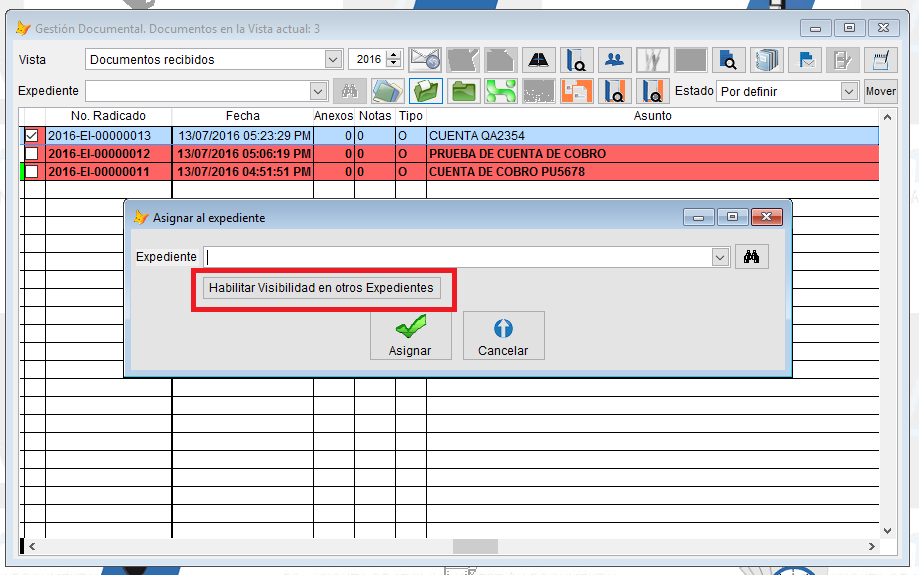 Gestión Documental. Documentos en la Vista actual: 3
Vista Documentos recibidos 2016
Expediente Estado Por definir Mover
No. Radicado Fecha Anexos Notas Tipo Asunto
2016-EI-00000013 13/07/2016 05:23:29 PM 0 0 O CUENTA QA2354
2016-EI-00000012 13/07/2016 05:06:19 PM 0 0 O PRUEBA DE CUENTA DE COBRO
2016-EI-00000011 13/07/2016 04:51:51 PM 0 0 O CUENTA DE COBRO PU5678
Asignar al expediente
Expediente
Habilitar Visibilidad en otros Expedientes
Asignar Cancelar